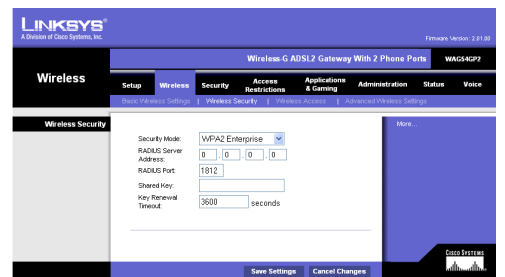 LINKSYS®
A Division of Cisco Systems, Inc.
Firmware Version: 2.01.00
Wireless-G ADSL2 Gateway With 2 Phone Ports WAG54GP2
Wireless
Setup Wireless Security Access Restrictions Applications & Gaming Administration Status Voice
Basic Wireless Settings | Wireless Security | Wireless Access | Advanced Wireless Settings
Wireless Security
More...
Security Mode: WPA2 Enterprise
RADIUS Server Address: 0 . 0 . 0 . 0
RADIUS Port: 1812
Shared Key:
Key Renewal Timeout: 3600 seconds
CISCO SYSTEMS
Save Settings Cancel Changes